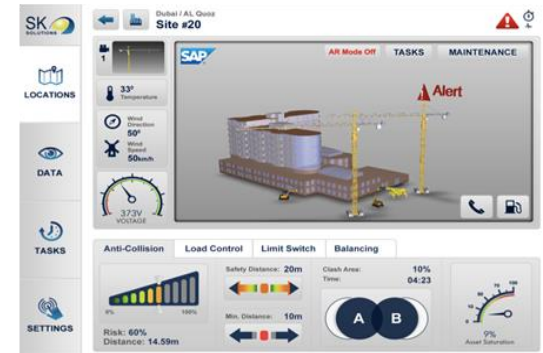 SK
SOLUTIONS
Dubai / AL Quoz
Site #20
LOCATIONS
DATA
TASKS
SETTINGS
1
33°
Temperature
Wind
Direction
50°
Wind
Speed
50km/h
373V
VOLTAGE
SAP
AR Mode Off TASKS MAINTENANCE
Alert
Anti-Collision Load Control Limit Switch Balancing
0% 100%
Risk: 60%
Distance: 14.59m
Safety Distance: 20m
Min. Distance: 10m
Clash Area: 10%
Time: 04:23
A B
9%
Asset Saturation